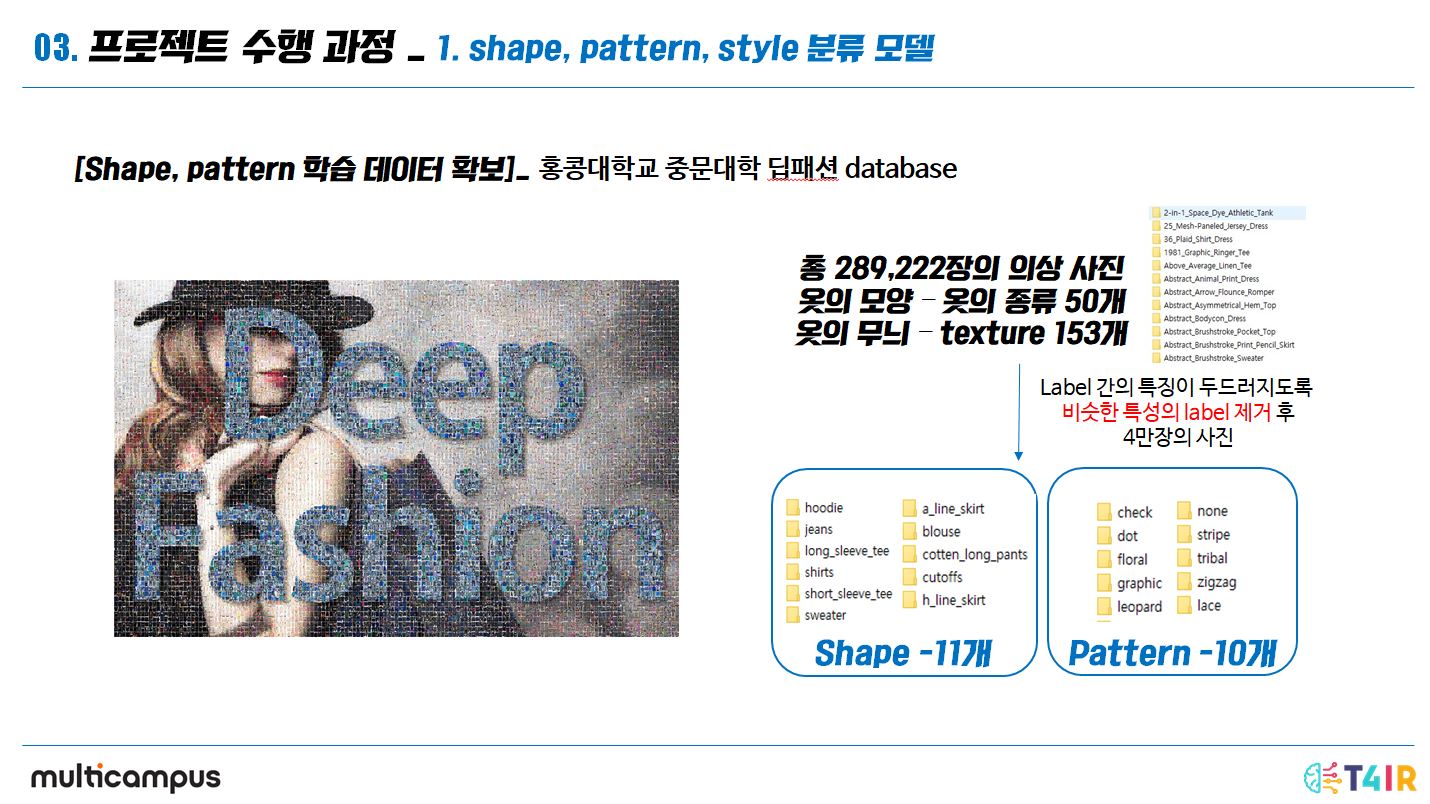 03. 프로젝트 수행 과정 _ 1. shape, pattern, style 분류 모델
[Shape, pattern 학습 데이터 확보]_ 홍콩대학교 중문대학 딥패션 database
Deep
Fashion
총 289,222장의 의상 사진
옷의 모양 – 옷의 종류 50개
옷의 무늬 – texture 153개
2-in-1_Space_Dye_Athletic_Tank
25_Mesh-Paneled_Jersey_Dress
36_Plaid_Shirt_Dress
1981_Graphic_Ringer_Tee
Above_Average_Linen_Tee
Abstract_Animal_Print_Dress
Abstract_Arrow_Flounce_Romper
Abstract_Asymmetrical_Hem_Top
Abstract_Bodycon_Dress
Abstract_Brushstroke_Pocket_Top
Abstract_Brushstroke_Print_Pencil_Skirt
Abstract_Brushstroke_Sweater
Label 간의 특징이 두드러지도록
비슷한 특성의 label 제거 후
4만장의 사진
hoodie
jeans
long_sleeve_tee
shirts
short_sleeve_tee
sweater
a_line_skirt
blouse
cotten_long_pants
cutoffs
h_line_skirt
Shape -11개
check
dot
floral
graphic
leopard
none
stripe
tribal
zigzag
lace
Pattern -10개
multicampus
T4IR